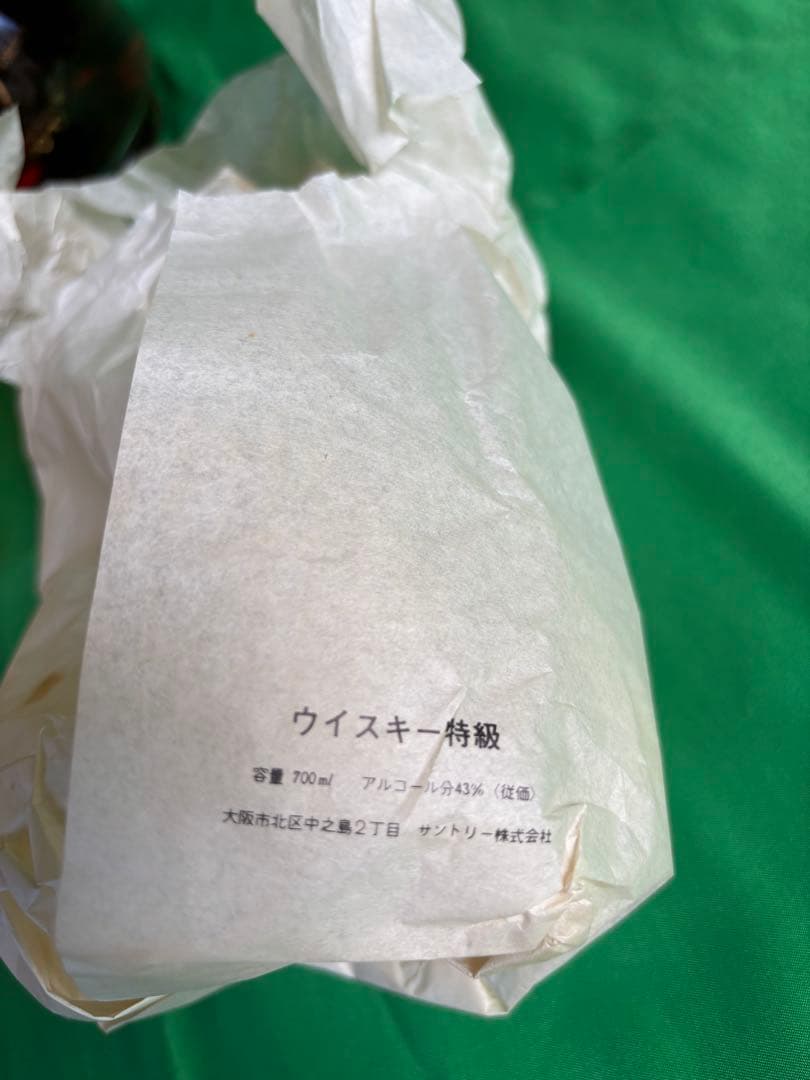 ウイスキー特級
容量 700ml アルコール分43%（従価）
大阪市北区中之島2丁目 サントリー株式会社